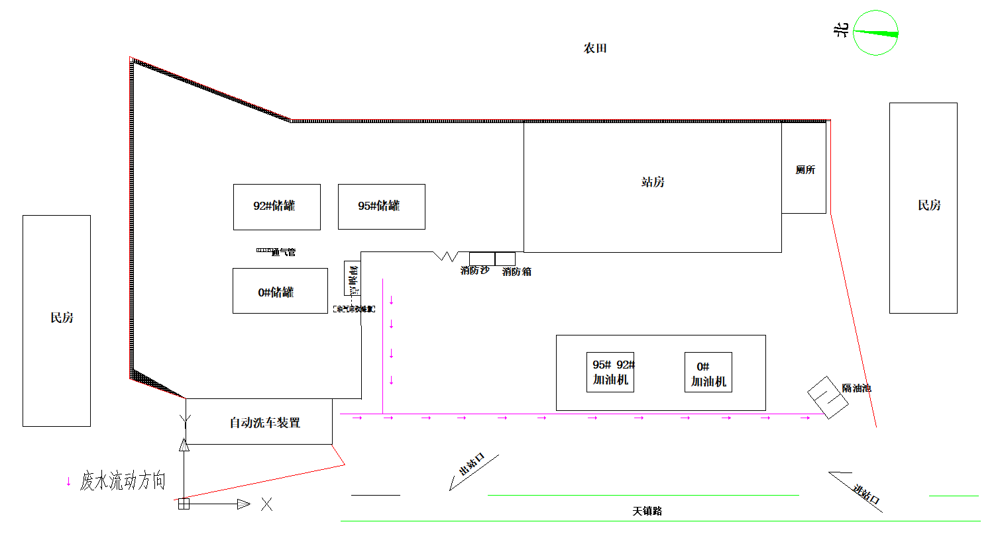 北
农田
厕所
站房
民房
92#储罐
95#储罐
通气管
消防沙
消防箱
卸油点
0#储罐
民房
95# 92#
加油机
0#
加油机
隔油池
自动洗车装置
Y
出站口
废水流动方向
进站口
X
天镇路